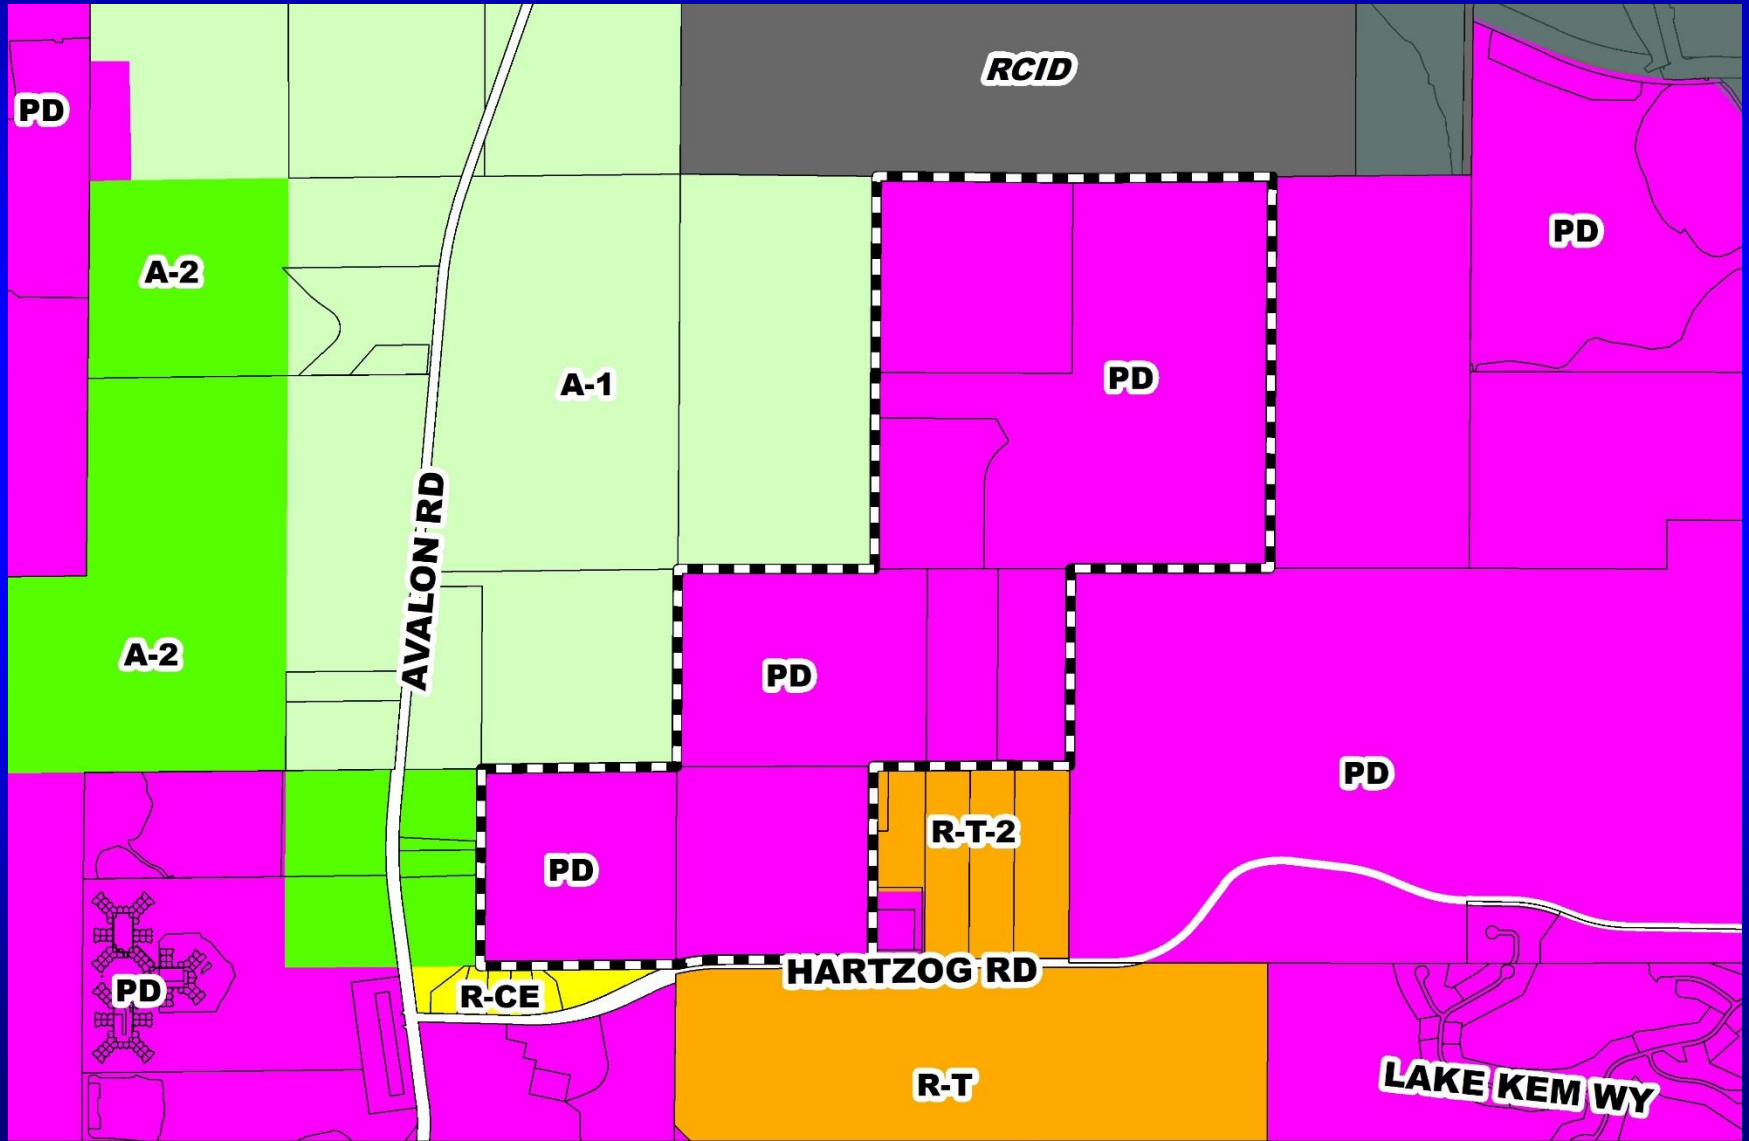 RCID
PD
PD
A-2
PD
A-1
AVALON RD
A-2
PD
PD
R-T-2
PD
HARTZOG RD
PD
R-CE
R-T
LAKE KEM WY